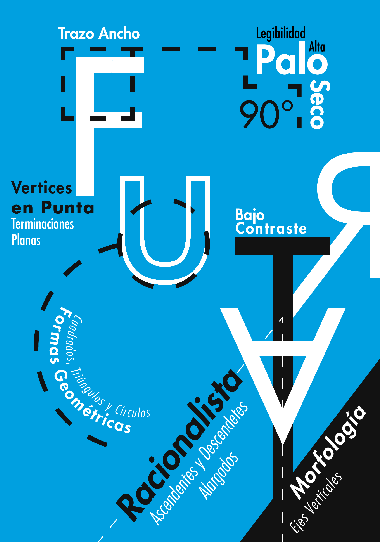 Trazo Ancho
Legibilidad
Alta
Palo
Seco
90°
F
U
T
U
R
A
Vertices
en Punta
Terminaciones
Planas
Bajo
Contraste
Cuadrados, Triángulos y Círculos
Formas Geométricas
Racionalista
Ascendentes y Descendetes
Alargados
Morfología
Ejes Verticales